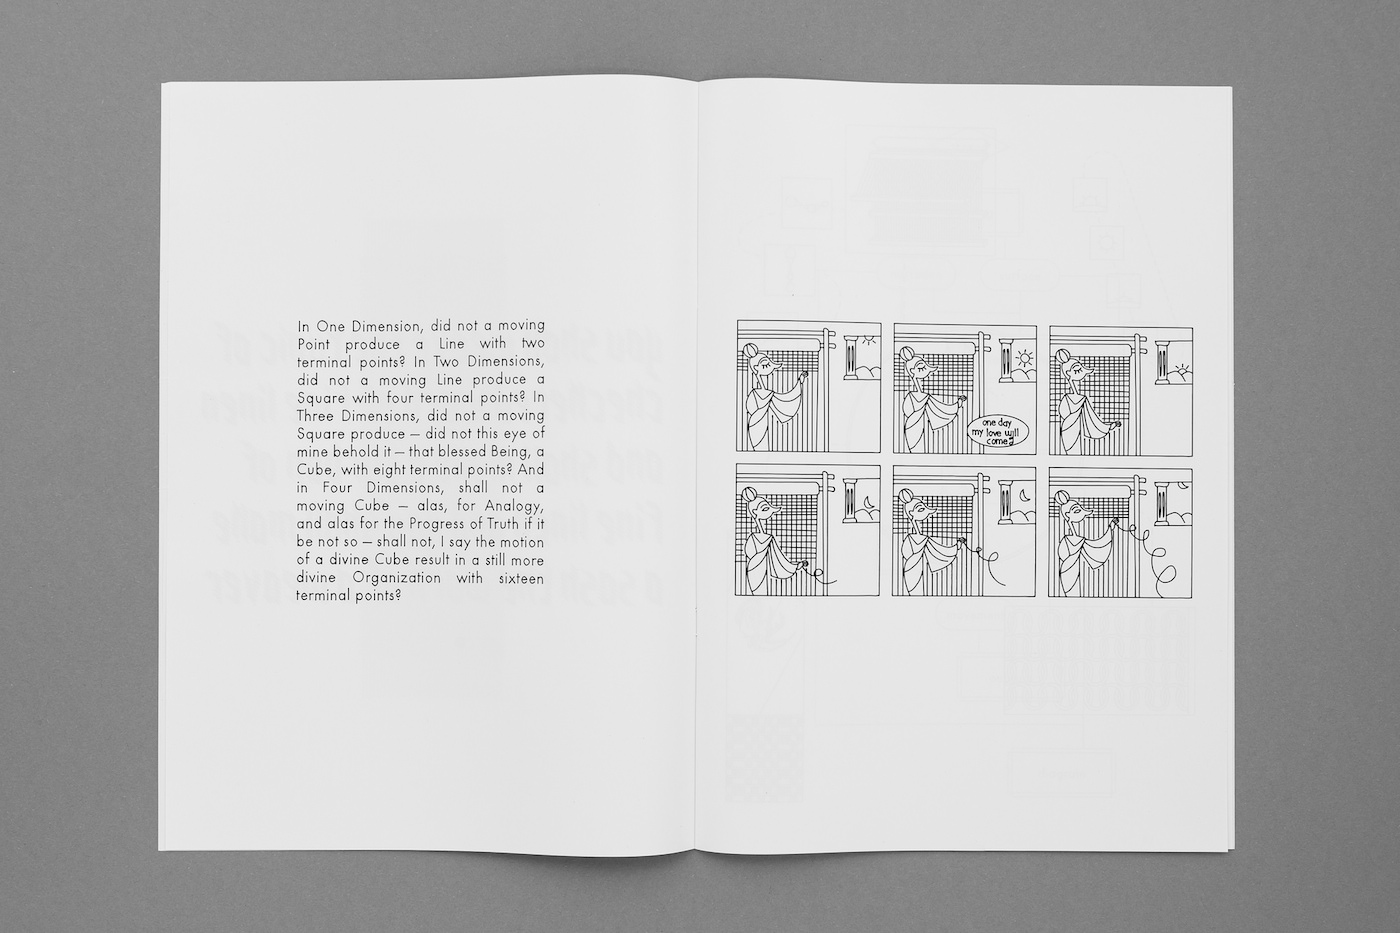 In One Dimension, did not a moving
Point produce a Line with two
terminal points? In Two Dimensions,
did not a moving Line produce a
Square with four terminal points? In
Three Dimensions, did not a moving
Square produce – did not this eye of
mine behold it – that blessed Being, a
Cube, with eight terminal points? And
in Four Dimensions, shall not a
moving Cube – alas, for Analogy,
and alas for the Progress of Truth if it
be not so – shall not, I say the motion
of a divine Cube result in a still more
divine Organization with sixteen
terminal points?
one day
my love will
come